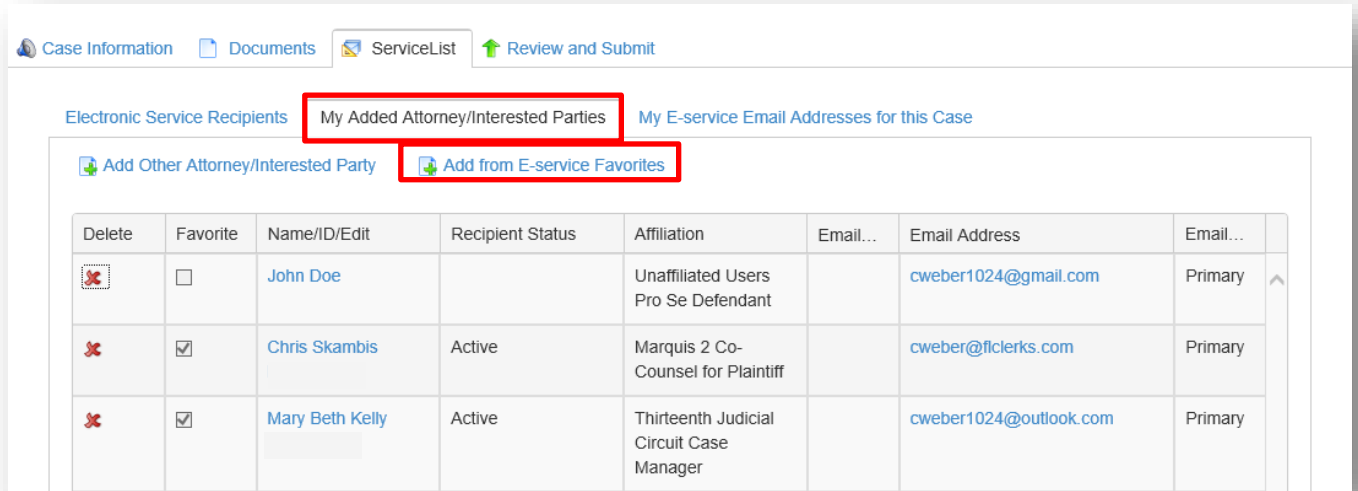 Case Information Documents ServiceList Review and Submit
Electronic Service Recipients My Added Attorney/Interested Parties My E-service Email Addresses for this Case
Add Other Attorney/Interested Party Add from E-service Favorites
Delete Favorite Name/ID/Edit Recipient Status Affiliation Email... Email Address Email...
John Doe Unaffiliated Users cweber1024@gmail.com Primary
Pro Se Defendant
Chris Skambis Active Marquis 2 Co- cweber@flclerks.com Primary
Counsel for Plaintiff
Mary Beth Kelly Active Thirteenth Judicial cweber1024@outlook.com Primary
Circuit Case
Manager